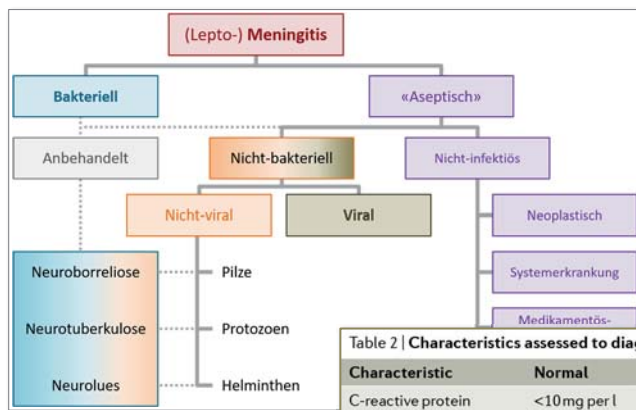 (Lepto-) Meningitis
Bakteriell
«Aseptisch»
Anbehandelt
Nicht-bakteriell
Nicht-infektiös
Nicht-viral
Viral
Neoplastisch
Neuroborreliose
Pilze
Systemerkrankung
Neurotuberkulose
Protozoen
Medikamentös-
Neurolues
Helminthen
Table 2 | Characteristics assessed to diag
Characteristic Normal
C-reactive protein <10 mg per l